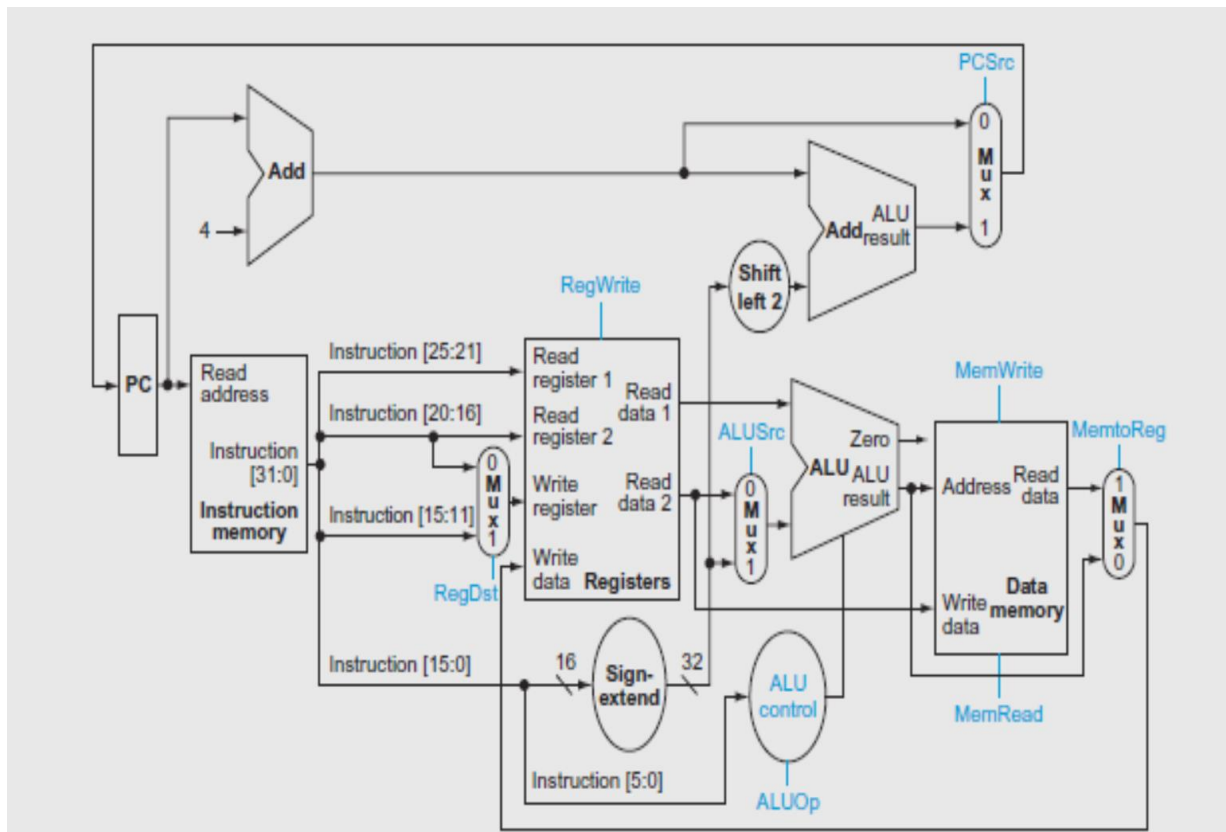 PCSrc
0
M
u
x
1
Add
ALU
Add result
4
Shift
left 2
RegWrite
Instruction [25:21]
Read
register 1
Read
data 1
PC
Read
address
Instruction [20:16]
Read
register 2
MemWrite
ALUSrc
Zero
MemtoReg
Instruction
[31:0]
0
M
u
x
1
Write
register
Read
data 2
0
M
u
x
1
ALU ALU
result
Address
Read
data
1
M
u
x
0
Instruction
memory
Instruction [15:11]
Write
data
Registers
RegDst
Data
memory
Write
data
Instruction [15:0]
16
Sign-
extend
32
ALU
control
MemRead
Instruction [5:0]
ALUOp